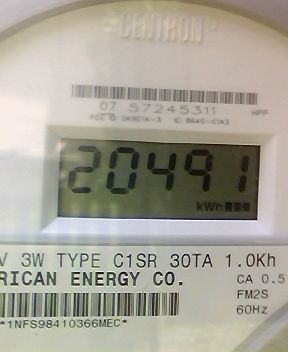 CENTRON®
07 57245311 HPP
20491
kWh
V 3W TYPE C1SR 30TA 1.0Kh
RICAN ENERGY CO. CA 0.5
FM2S
*1NFS98410366MEC* 60Hz